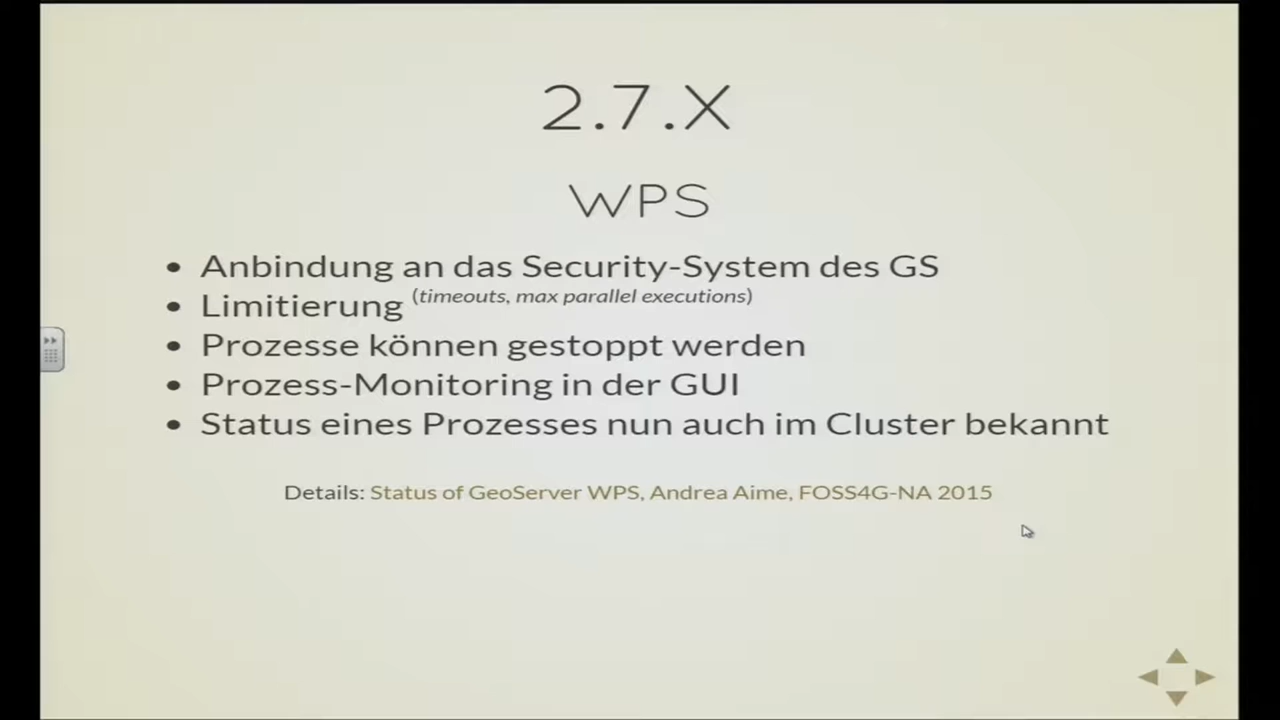 2.7.X
WPS
• Anbindung an das Security-System des GS
• Limitierung (timeouts, max parallel executions)
• Prozesse können gestoppt werden
• Prozess-Monitoring in der GUI
• Status eines Prozesses nun auch im Cluster bekannt
Details: Status of GeoServer WPS, Andrea Aime, FOSS4G-NA 2015